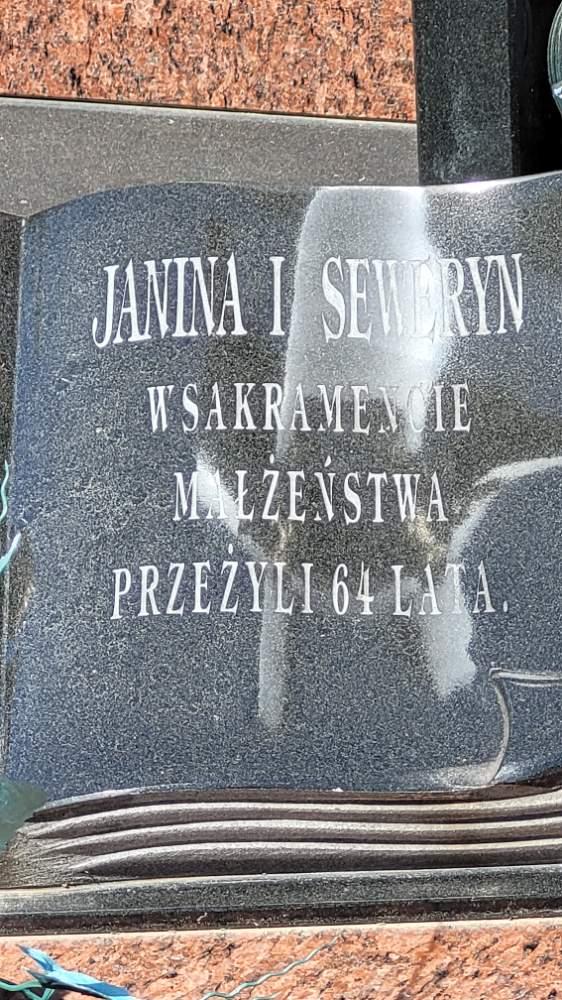 JANINA I SEWERYN
W SAKRAMENCIE
MAŁŻEŃSTWA
PRZEŻYLI 64 LATA.